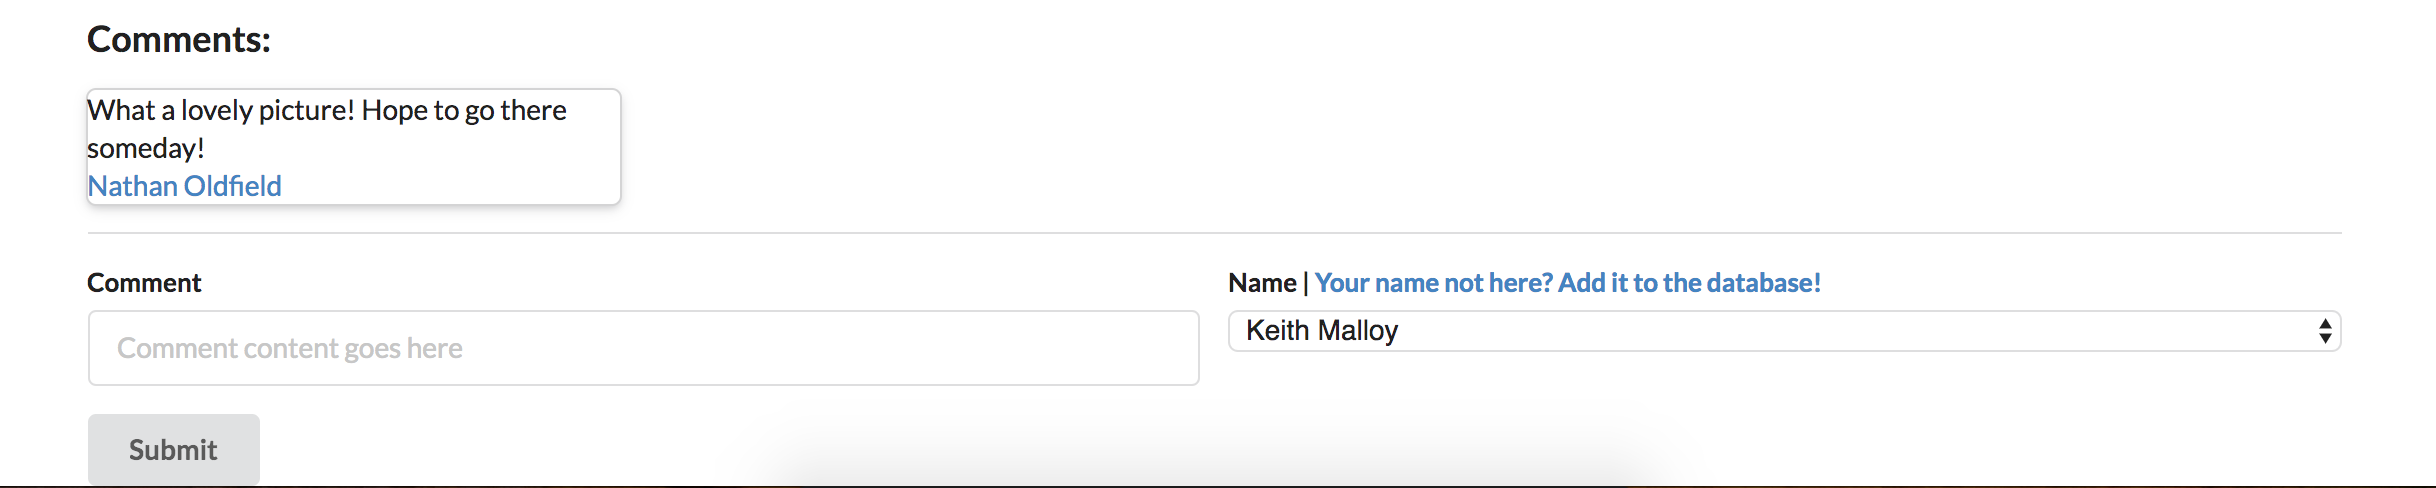 Comments:
What a lovely picture! Hope to go there
someday!
Nathan Oldfield
Comment
Name | Your name not here? Add it to the database!
Comment content goes here
Keith Malloy
Submit